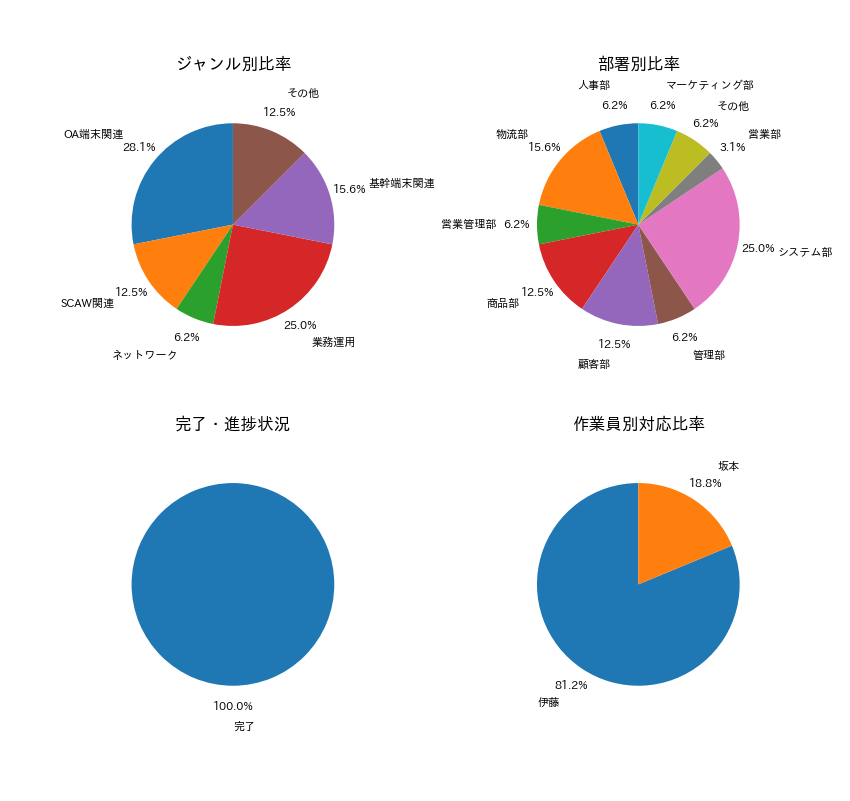 ジャンル別比率
その他
12.5%
OA端末関連
28.1%
15.6%
基幹端末関連
SCAW関連
12.5%
ネットワーク
6.2%
25.0%
業務運用
部署別比率
人事部
6.2%
マーケティング部
6.2%
その他
6.2%
営業部
3.1%
物流部
15.6%
営業管理部
6.2%
25.0%
システム部
商品部
12.5%
顧客部
12.5%
6.2%
管理部
完了・進捗状況
100.0%
完了
作業員別対応比率
坂本
18.8%
81.2%
伊藤